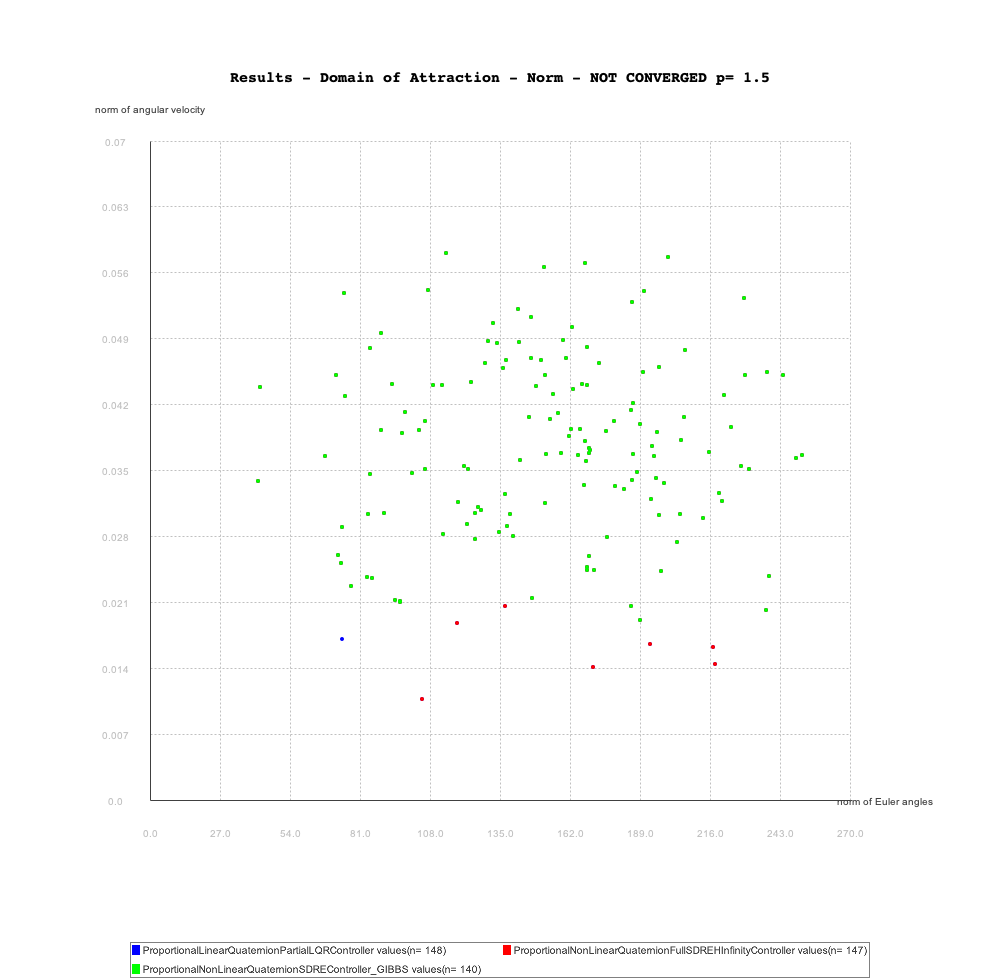 Results - Domain of Attraction - Norm - NOT CONVERGED p= 1.5
norm of angular velocity
0.07
0.063
0.056
0.049
0.042
0.035
0.028
0.021
0.014
0.007
0.0
norm of Euler angles
0.0 27.0 54.0 81.0 108.0 135.0 162.0 189.0 216.0 243.0 270.0
ProportionalLinearQuaternionPartialLQRController values(n= 148) ProportionalNonLinearQuaternionFullSDREHInfinityController values(n= 147)
ProportionalNonLinearQuaternionSDREController_GIBBS values(n= 140)